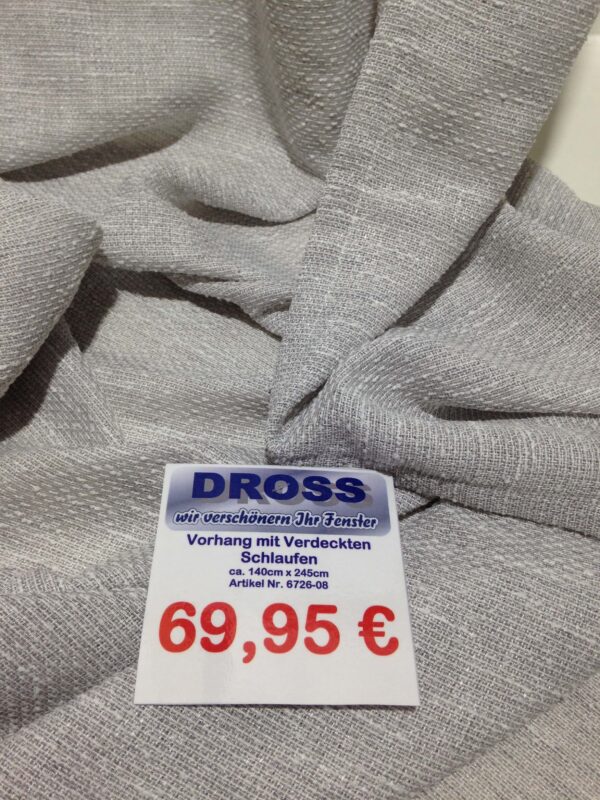 DROSS
wir verschönern Ihr Fenster
Vorhang mit Verdeckten
Schlaufen
ca. 140cm x 245cm
Artikel Nr. 6726-08
69,95 €